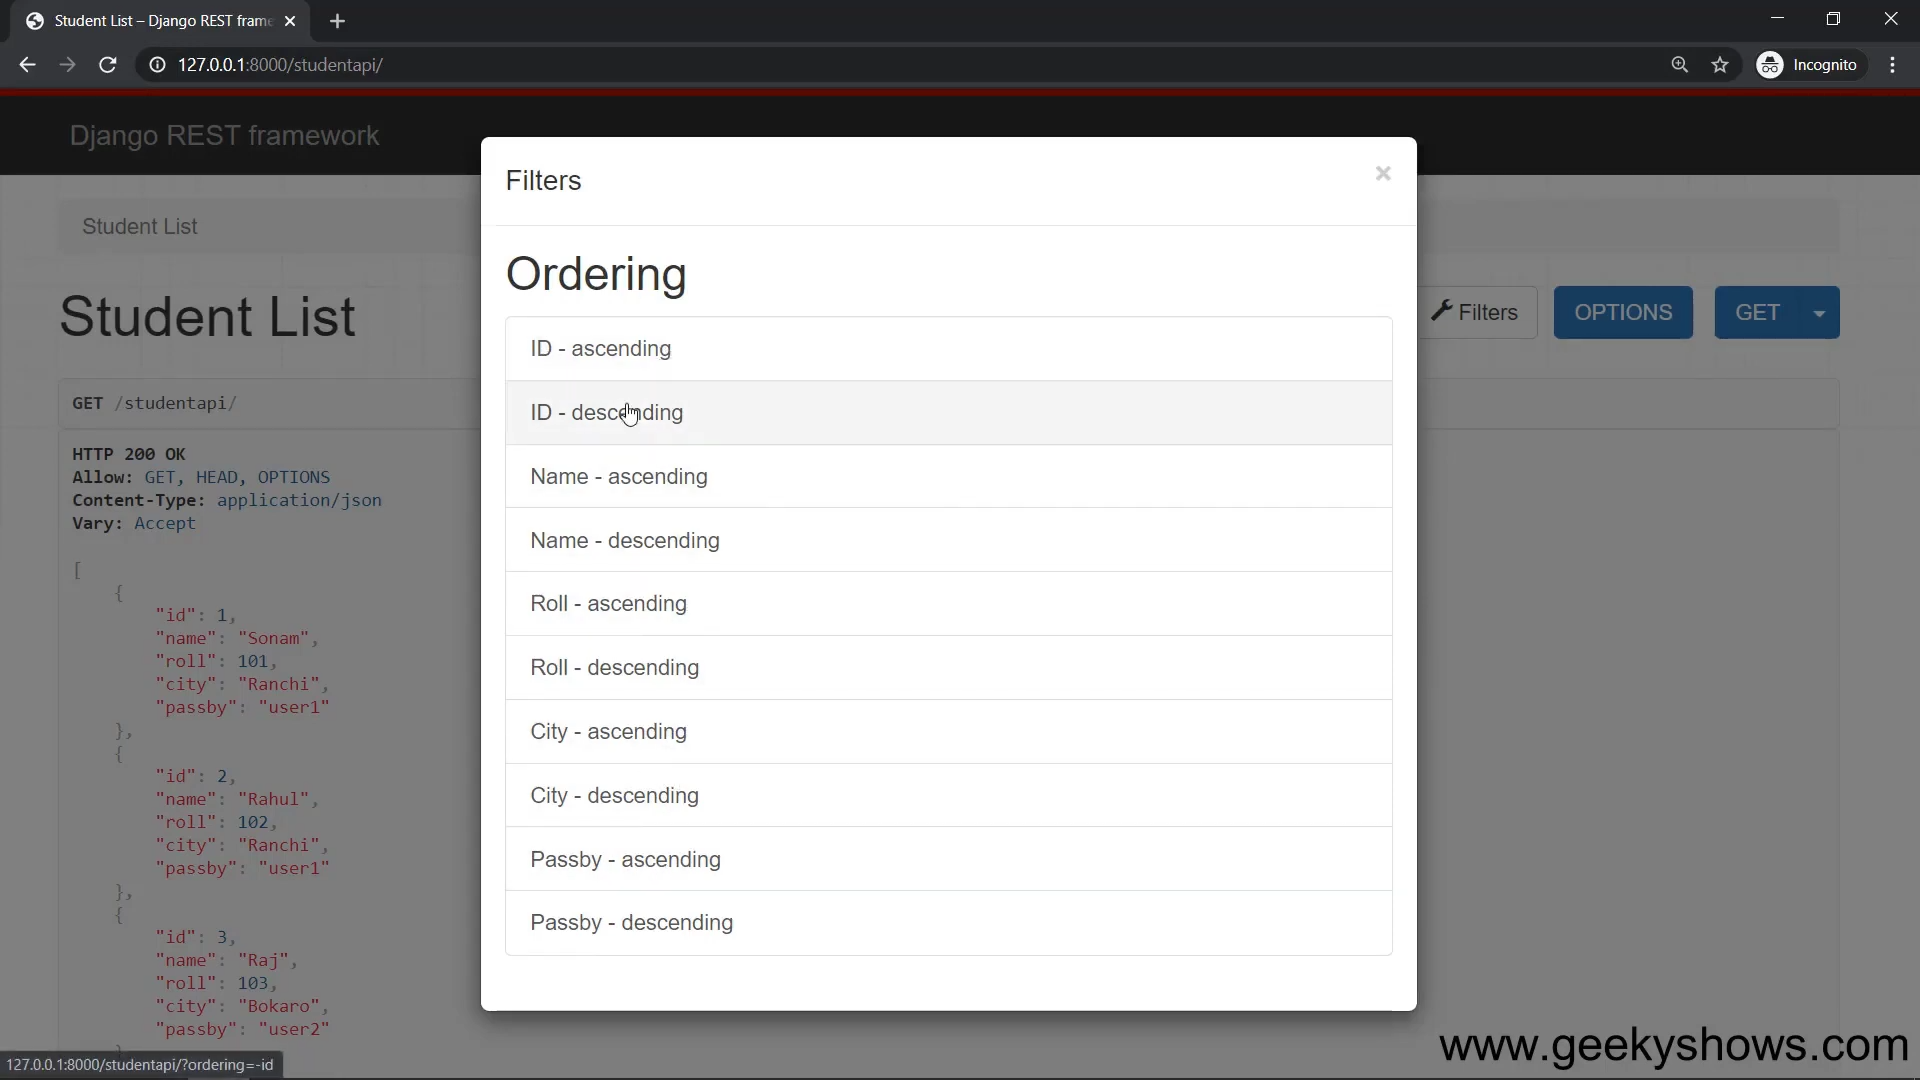 Student List – Django REST frame
127.0.0.1:8000/studentapi/
Incognito
Django REST framework
Student List
Student List
Filters
OPTIONS
GET
GET /studentapi/
HTTP 200 OK
Allow: GET, HEAD, OPTIONS
Content-Type: application/json
Vary: Accept
[
{
"id": 1,
"name": "Sonam",
"roll": 101,
"city": "Ranchi",
"passby": "user1"
},
{
"id": 2,
"name": "Rahul",
"roll": 102,
"city": "Ranchi",
"passby": "user1"
},
{
"id": 3,
"name": "Raj",
"roll": 103,
"city": "Bokaro",
"passby": "user2"
Filters
×
Ordering
ID - ascending
ID - descending
Name - ascending
Name - descending
Roll - ascending
Roll - descending
City - ascending
City - descending
Passby - ascending
Passby - descending
127.0.0.1:8000/studentapi/?ordering=-id
www.geekyshows.com